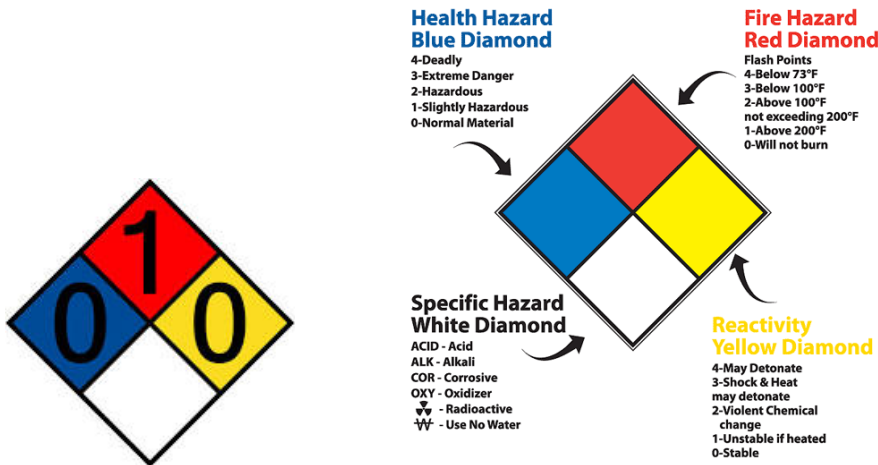 1
0
0
Health Hazard
Blue Diamond
4-Deadly
3-Extreme Danger
2-Hazardous
1-Slightly Hazardous
0-Normal Material
Fire Hazard
Red Diamond
Flash Points
4-Below 73°F
3-Below 100°F
2-Above 100°F
not exceeding 200°F
1-Above 200°F
0-Will not burn
Specific Hazard
White Diamond
ACID - Acid
ALK - Alkali
COR - Corrosive
OXY - Oxidizer
- Radioactive
W - Use No Water
Reactivity
Yellow Diamond
4-May Detonate
3-Shock & Heat
may detonate
2-Violent Chemical
change
1-Unstable if heated
0-Stable